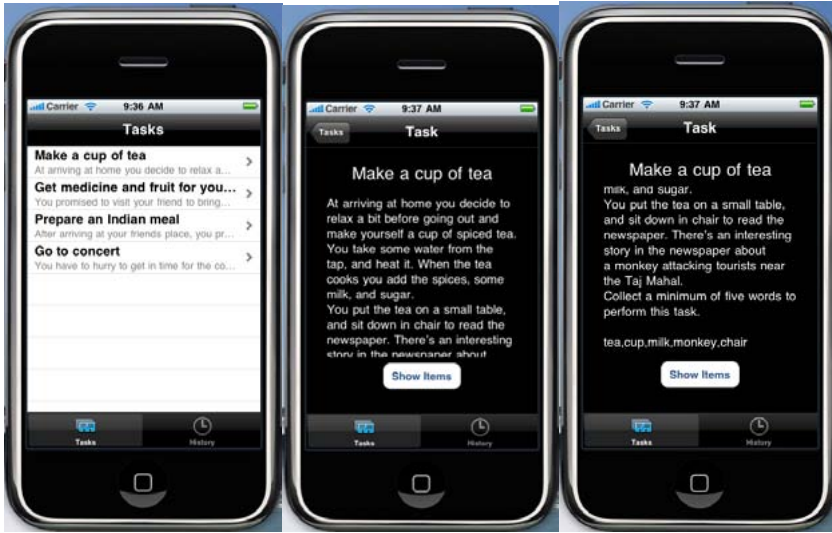 Carrier 9:36 AM
Tasks
Make a cup of tea
At arriving at home you decide to relax a...
Get medicine and fruit for you...
You promised to visit your friend to bring...
Prepare an Indian meal
After arriving at your friends place, you pr...
Go to concert
You have to hurry to get in time for the co...
Tasks History
Carrier 9:37 AM
Tasks Task
Make a cup of tea
At arriving at home you decide to
relax a bit before going out and
make yourself a cup of spiced tea.
You take some water from the
tap, and heat it. When the tea
cooks you add the spices, some
milk, and sugar.
You put the tea on a small table,
and sit down in chair to read the
newspaper. There's an interesting
story in the newspaper about
Show Items
Tasks History
Carrier 9:37 AM
Tasks Task
Make a cup of tea
milk, and sugar.
You put the tea on a small table,
and sit down in chair to read the
newspaper. There's an interesting
story in the newspaper about
a monkey attacking tourists near
the Taj Mahal.
Collect a minimum of five words to
perform this task.
tea,cup,milk,monkey,chair
Show Items
Tasks History